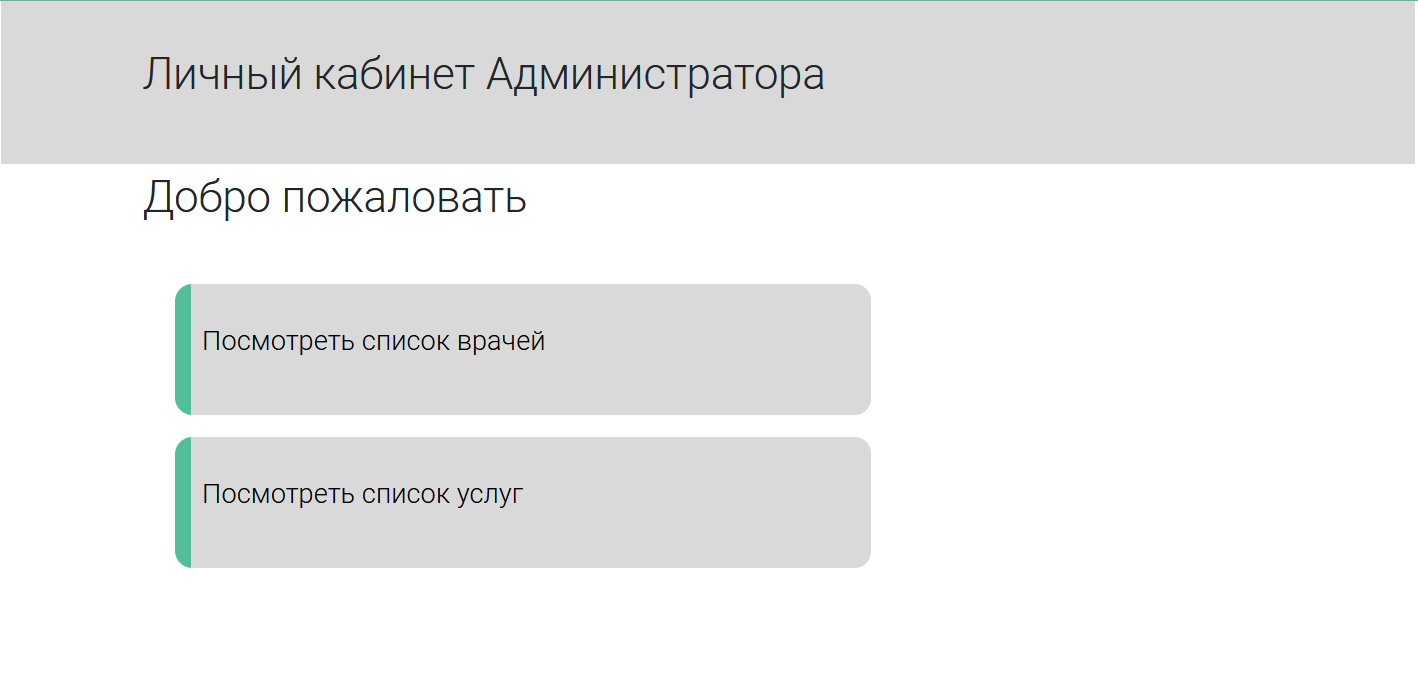 Личный кабинет Администратора
Добро пожаловать
Посмотреть список врачей
Посмотреть список услуг